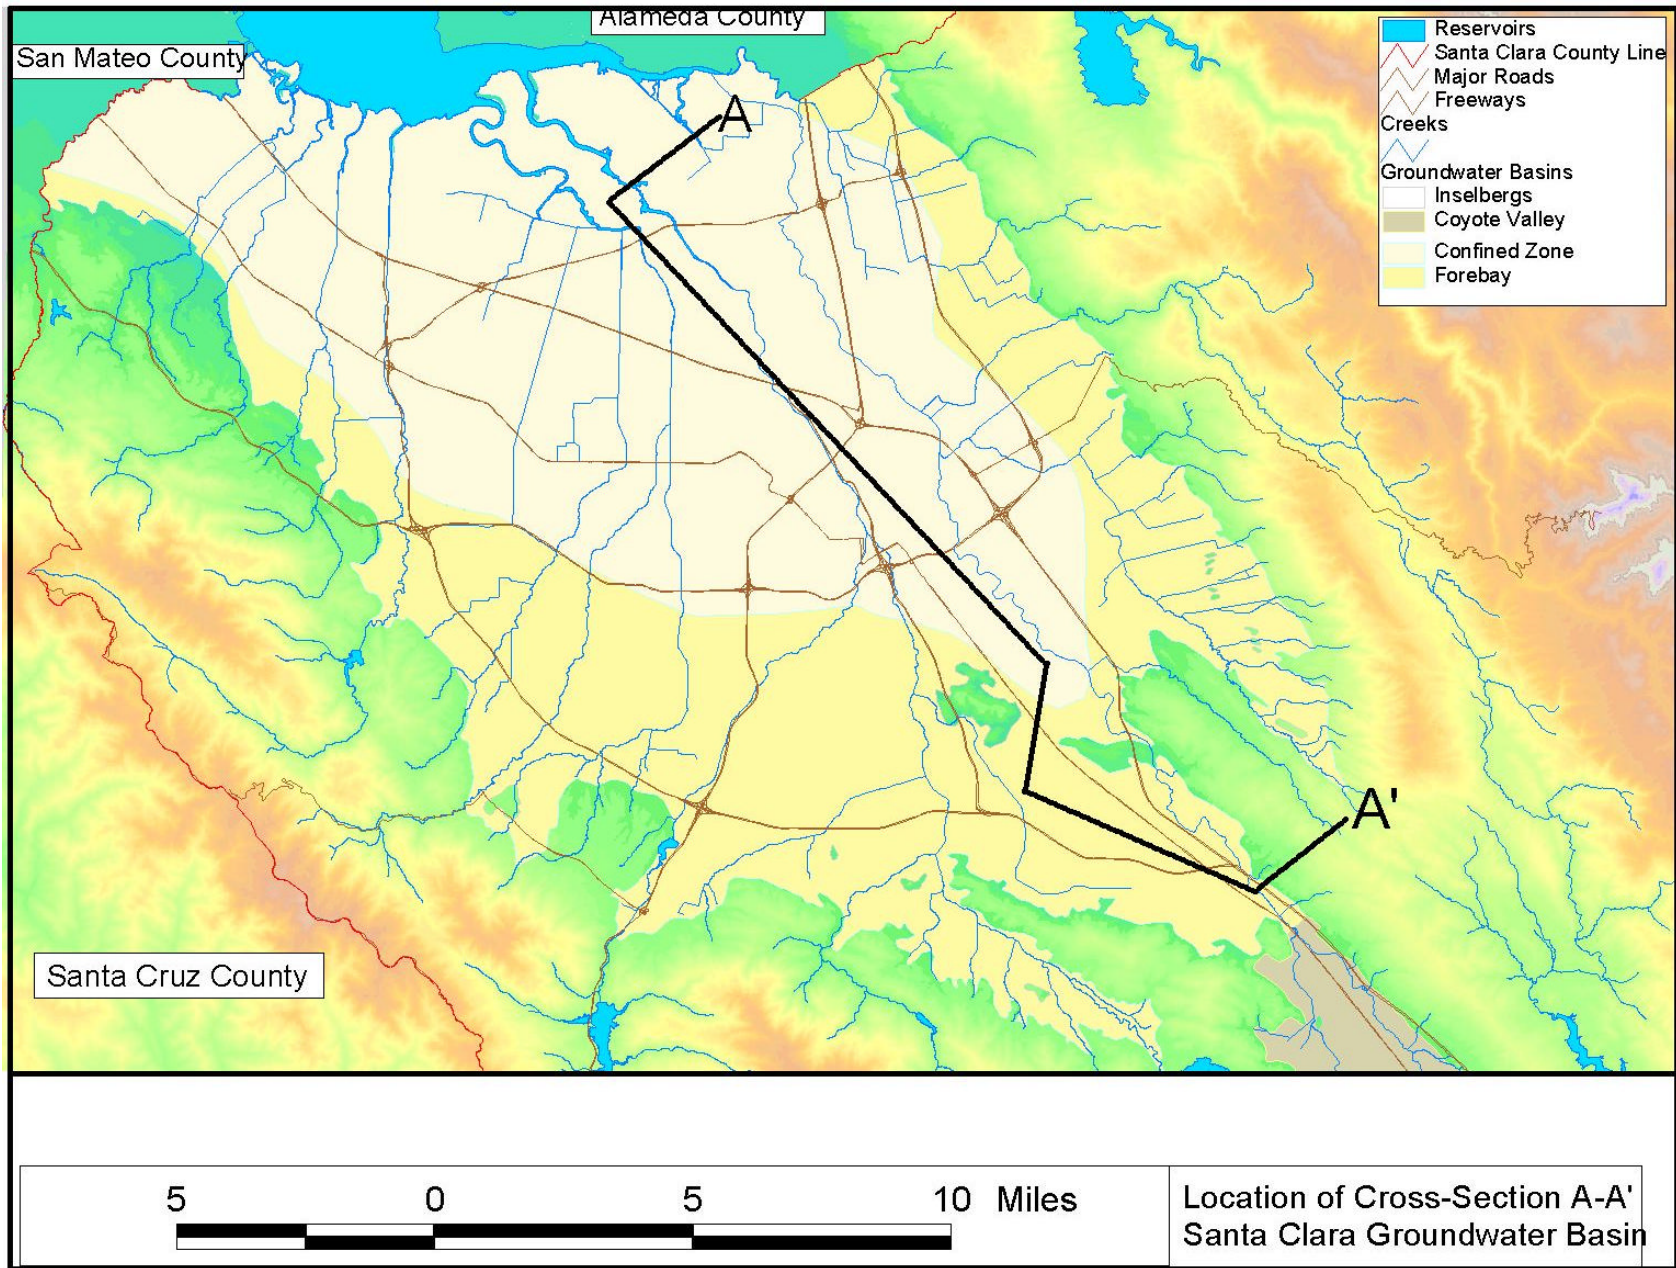 Alameda County
San Mateo County
A
Reservoirs
Santa Clara County Line
Major Roads
Freeways
Creeks
Groundwater Basins
Inselbergs
Coyote Valley
Confined Zone
Forebay
A'
Santa Cruz County
5 0 5 10 Miles
Location of Cross-Section A-A'
Santa Clara Groundwater Basin